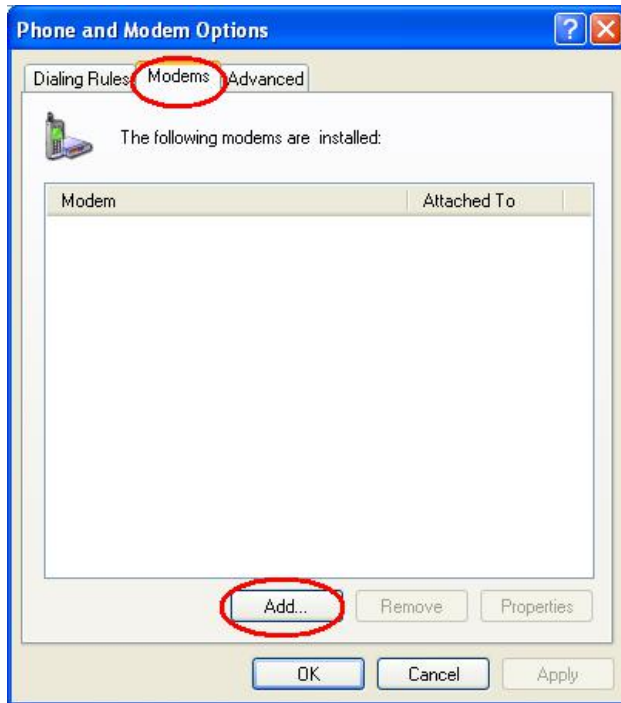 Phone and Modem Options
Dialing Rules Modems Advanced
The following modems are installed:
Modem Attached To
Add... Remove Properties
OK Cancel Apply